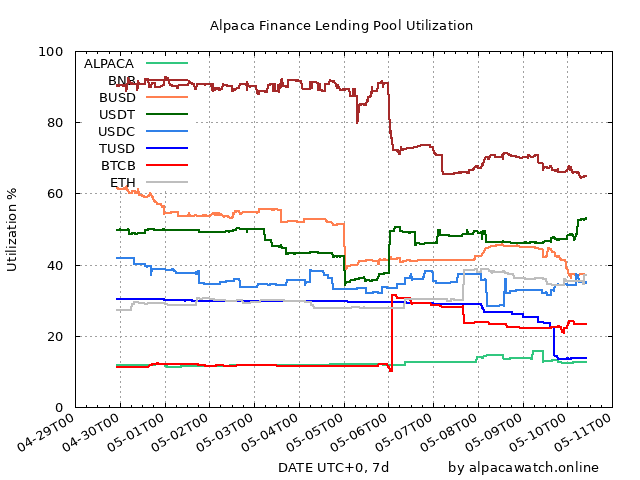 Alpaca Finance Lending Pool Utilization
Utilization %
100
80
60
40
20
0
ALPACA
BNB
BUSD
USDT
USDC
TUSD
BTCB
ETH
04-29T00
04-30T00
05-01T00
05-02T00
05-03T00
05-04T00
05-05T00
05-06T00
05-07T00
05-08T00
05-09T00
05-10T00
05-11T00
DATE UTC+0, 7d
by alpacawatch.online